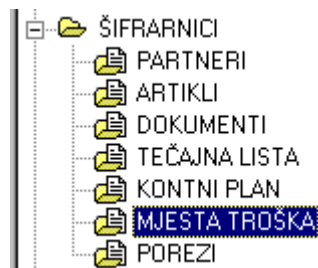 ŠIFRARNICI
PARTNERI
ARTIKLI
DOKUMENTI
TEČAJNA LISTA
KONTNI PLAN
MJESTA TROŠKA
POREZI